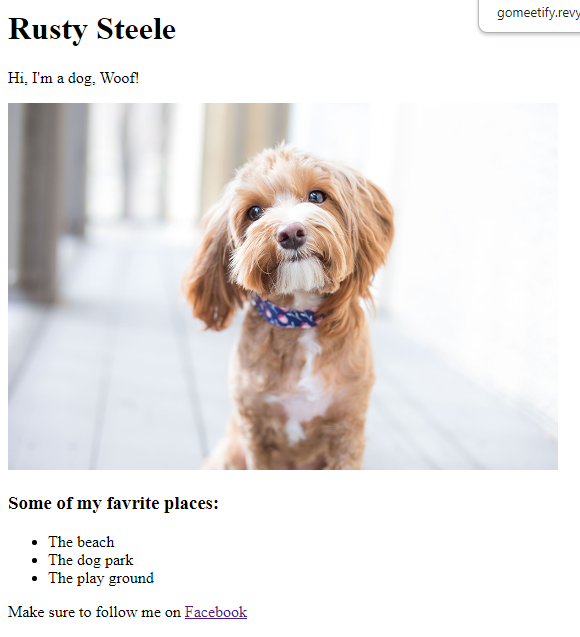 gomeetify.revy
Rusty Steele
Hi, I'm a dog, Woof!
Some of my favrite places:
The beach
The dog park
The play ground
Make sure to follow me on Facebook